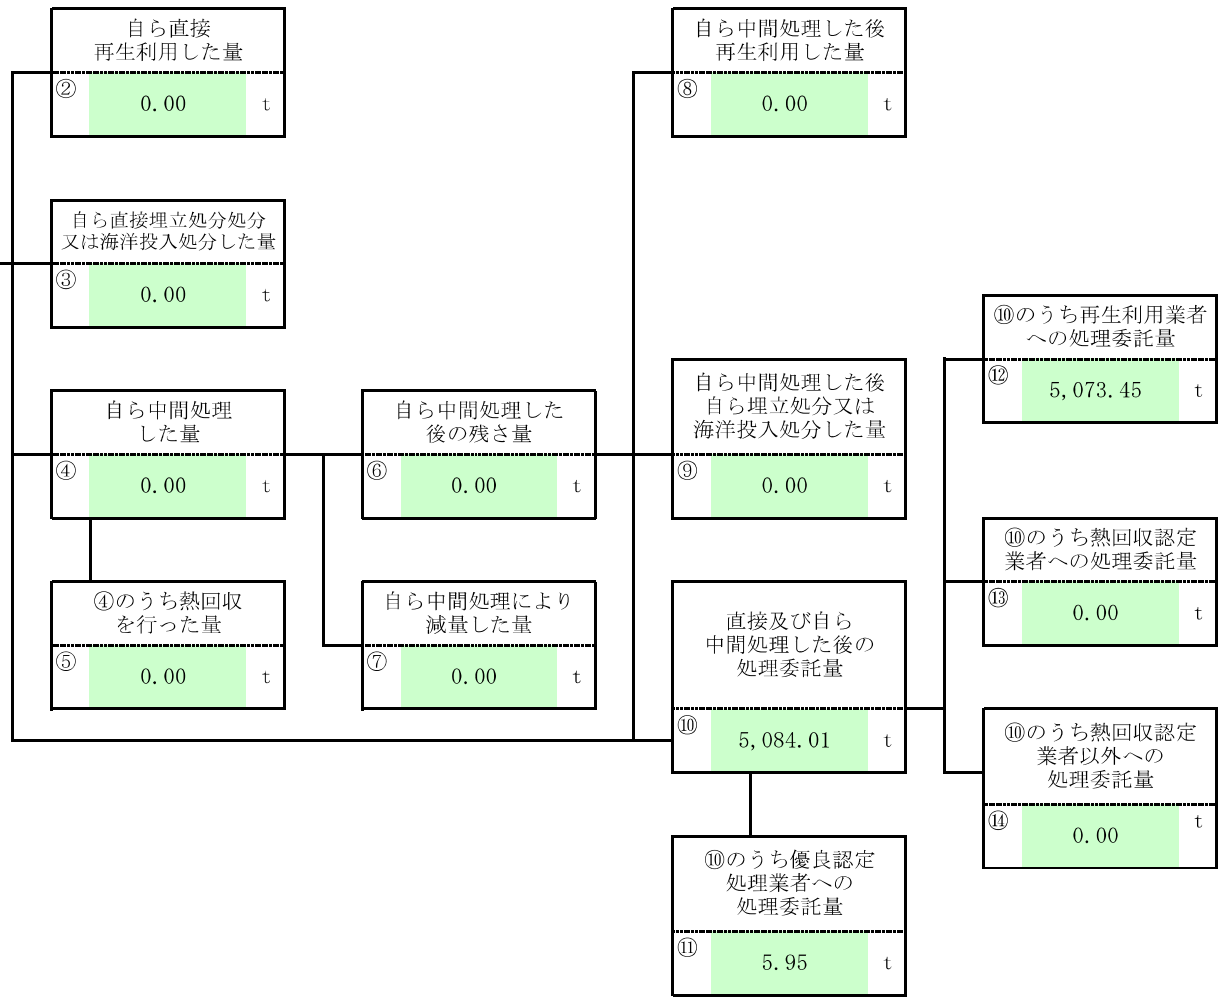 自ら直接
再生利用した量
②
0.00
t
自ら中間処理した後
再生利用した量
⑧
0.00
t
自ら直接埋立処分処分
又は海洋投入処分した量
③
0.00
t
⑩のうち再生利用業者
への処理委託量
⑫
5,073.45
t
自ら中間処理
した量
④
0.00
t
自ら中間処理した
後の残さ量
⑥
0.00
t
自ら中間処理した後
自ら埋立処分又は
海洋投入処分した量
⑨
0.00
t
⑩のうち熱回収認定
業者への処理委託量
⑬
0.00
t
④のうち熱回収
を行った量
⑤
0.00
t
自ら中間処理により
減量した量
⑦
0.00
t
直接及び自ら
中間処理した後の
処理委託量
⑩
5,084.01
t
⑩のうち熱回収認定
業者以外への
処理委託量
⑭
0.00
t
⑩のうち優良認定
処理業者への
処理委託量
⑪
5.95
t